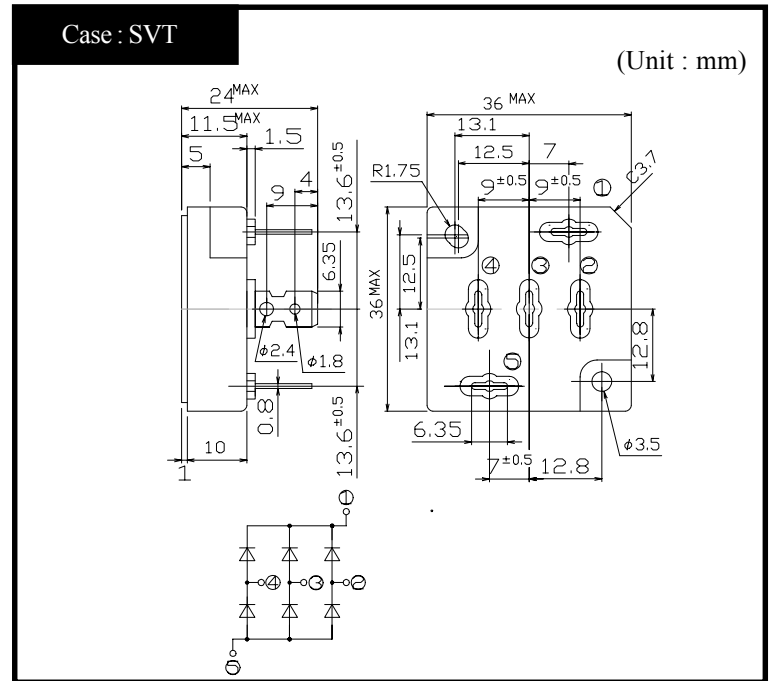 Case : SVT
(Unit : mm)
24MAX
11.5MAX
1.5
5
4
9
13.6±0.5
6.35
φ2.4
φ1.8
0.8
13.6±0.5
10
1
36 MAX
13.1
12.5
7
R1.75
9±0.5
9±0.5
C3.7
①
④
③
②
36 MAX
12.5
13.1
12.8
⑤
6.35
φ3.5
7±0.5
12.8
①
④
③
②
⑤